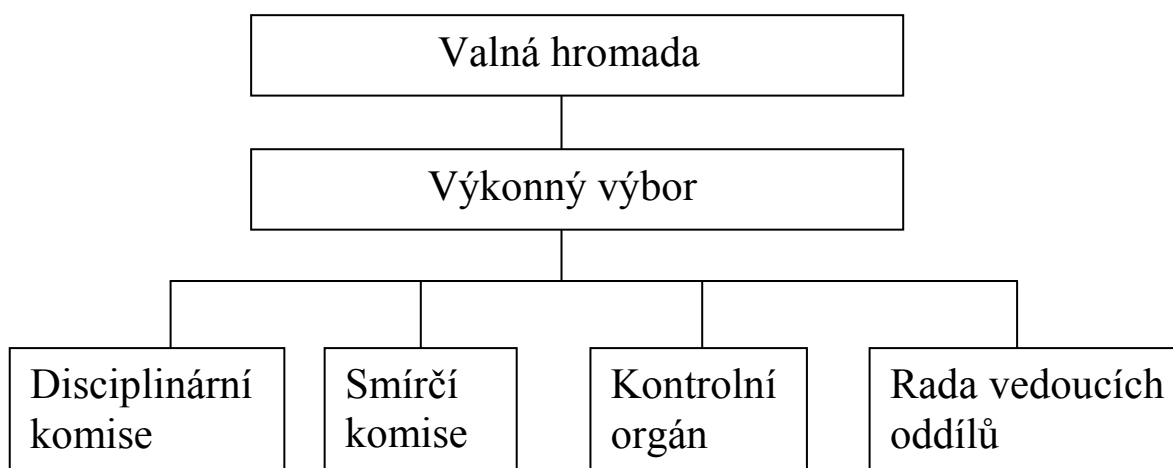 Valná hromada
Výkonný výbor
Disciplinární
komise
Smírčí
komise
Kontrolní
orgán
Rada vedoucích
oddílů